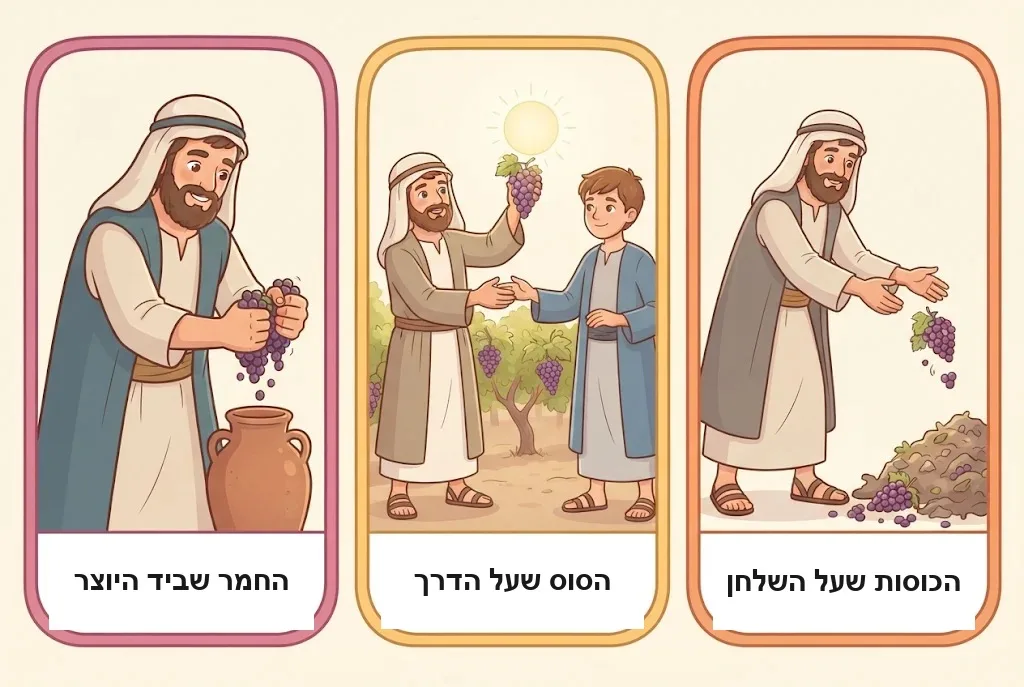 הכוסות שעל השלחן
הסוס שעל הדרך
החמר שביד היוצר